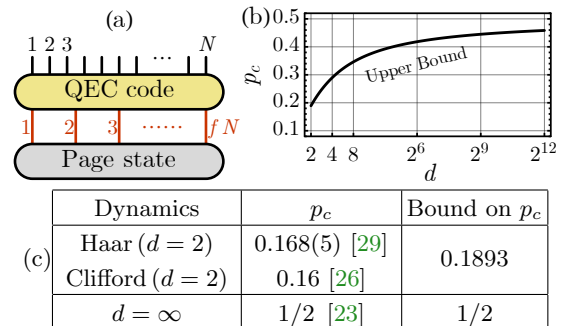 (a)
1 2 3 ... N
QEC code
1 2 3 ...... f N
Page state
(b)
0.5
0.4
0.3
0.2
0.1
p_c
Upper Bound
2 4 8 2^6 2^9 2^12
d
(c)
Dynamics p_c Bound on p_c
Haar (d = 2) 0.168(5) [29] 0.1893
Clifford (d = 2) 0.16 [26]
d = ∞ 1/2 [23] 1/2